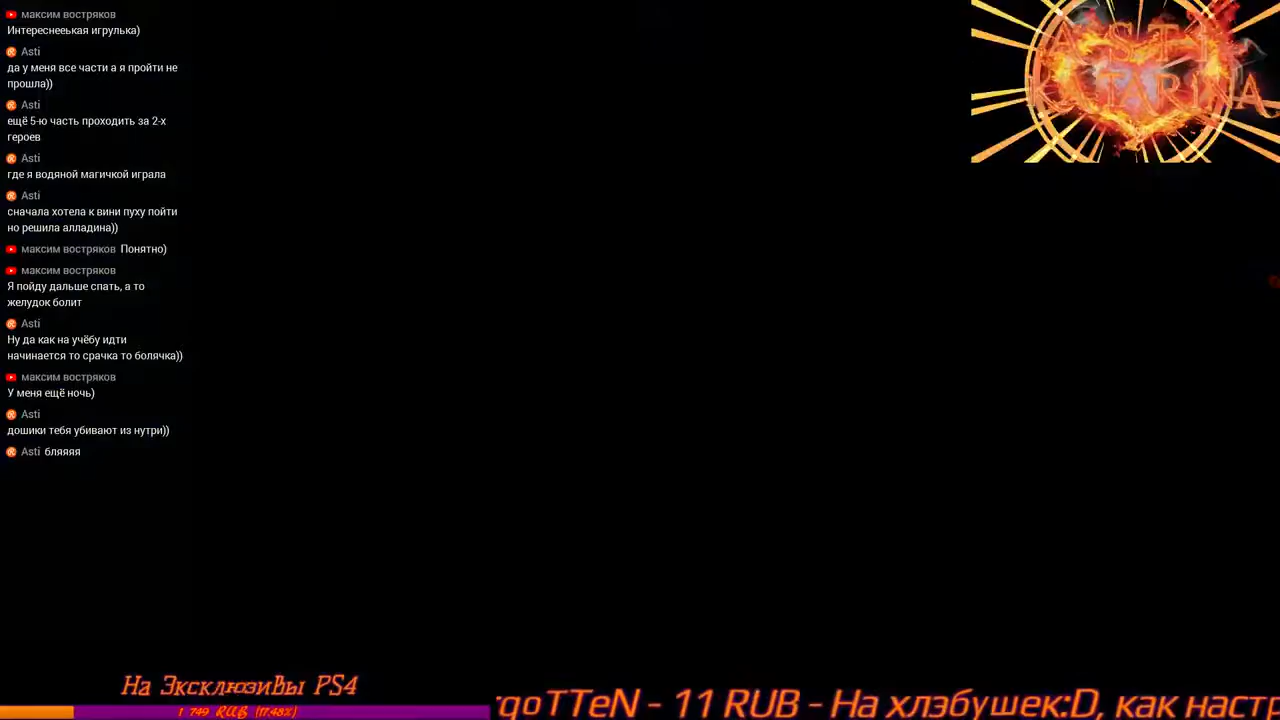 максим востряков
Интереснееькая игрулька)
Asti
да у меня все части а я пройти не
прошла))
Asti
ещё 5-ю часть проходить за 2-х
героев
Asti
где я водяной магичкой играла
Asti
сначала хотела к вини пуху пойти
но решила алладина))
максим востряков Понятно)
максим востряков
Я пойду дальше спать, а то
желудок болит
Asti
Ну да как на учёбу идти
начинается то срачка то болячка))
максим востряков
У меня ещё ночь)
Asti
дошики тебя убивают из нутри))
Asti бляяяя
ASTI
KATARINA
На ЭксклюзиВы PS4
1 749 RUB (17.48%)
goTTeN - 11 RUB - На хлэбушек:D, как настр